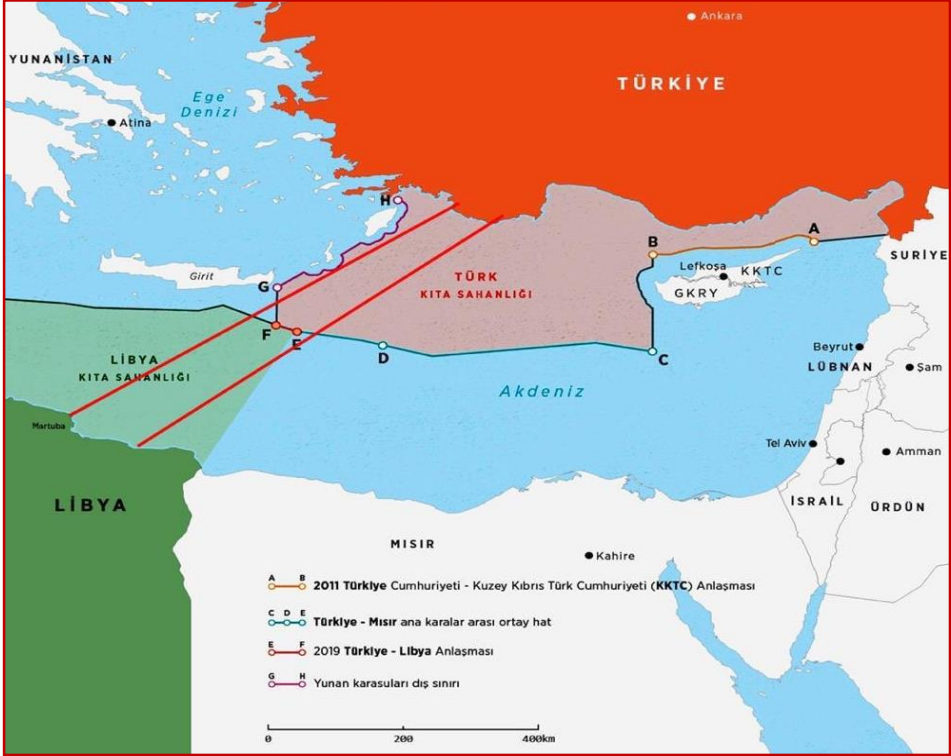 Ankara
YUNANİSTAN
TÜRKİYE
Ege
Denizi
Atina
H
A
B
SURİYE
Lefkoşa
KKTC
Girit
TÜRK
KITA SAHANLIĞI
GKRY
G
F
E
D
C
Beyrut
LÜBNAN
Şam
LİBYA
KITA SAHANLIĞI
Akdeniz
Martuba
Tel Aviv
Amman
LİBYA
İSRAİL
ÜRDÜN
MISIR
Kahire
A B
2011 Türkiye Cumhuriyeti - Kuzey Kıbrıs Türk Cumhuriyeti (KKTC) Anlaşması
C D E
Türkiye - Mısır ana karalar arası ortay hat
E F
2019 Türkiye - Libya Anlaşması
G H
Yunan karasuları dış sınırı
0 200 400km